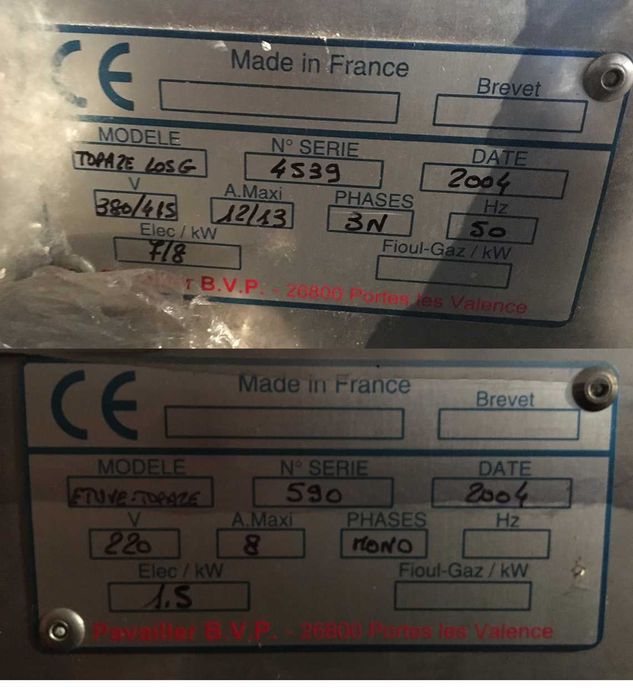 CE Made in France Brevet
MODELE N° SERIE DATE
TOPAZE LOSG 4539 2004
V A.Maxi PHASES Hz
380/415 12/13 3N 50
Elec / kW Fioul-Gaz / kW
7/8
r B.V.P. - 26800 Portes les Valence
CE Made in France Brevet
MODELE N° SERIE DATE
ETUVE-TOPAZE 590 2004
V A.Maxi PHASES Hz
220 8 MONO
Elec / kW Fioul-Gaz / kW
1.5
Pavailler B.V.P. - 26800 Portes les Valence